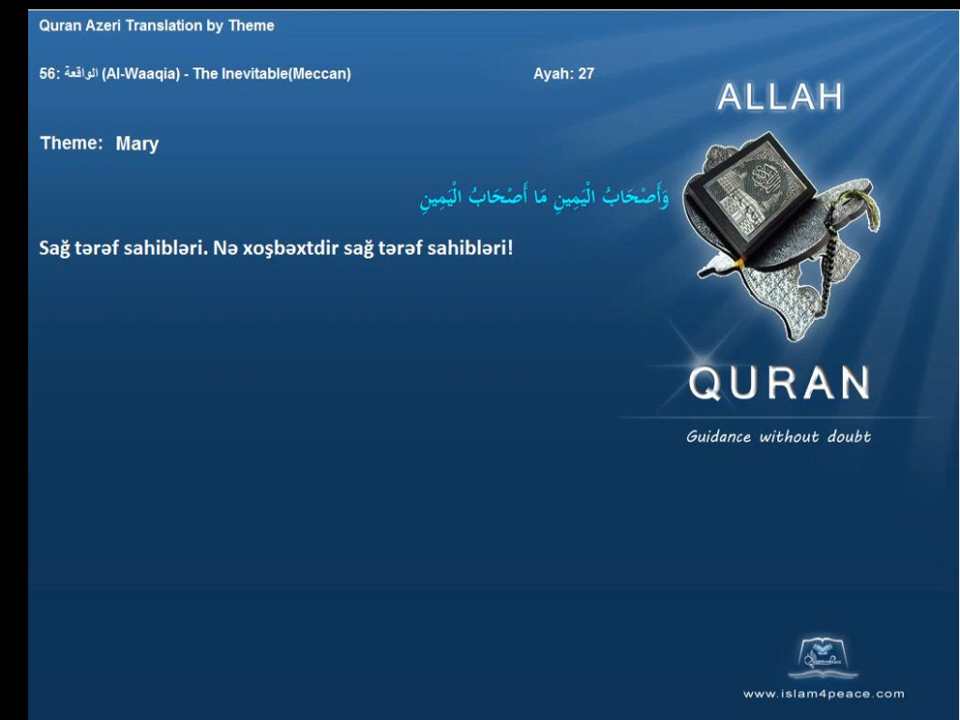 Quran Azeri Translation by Theme
56: الواقعة (Al-Waaqia) - The Inevitable(Meccan) Ayah: 27
ALLAH
Theme: Mary
وَأَصْحَابُ الْيَمِينِ مَا أَصْحَابُ الْيَمِينِ
Sağ tərəf sahibləri. Nə xoşbəxtdir sağ tərəf sahibləri!
QURAN
Guidance without doubt
www.islam4peace.com